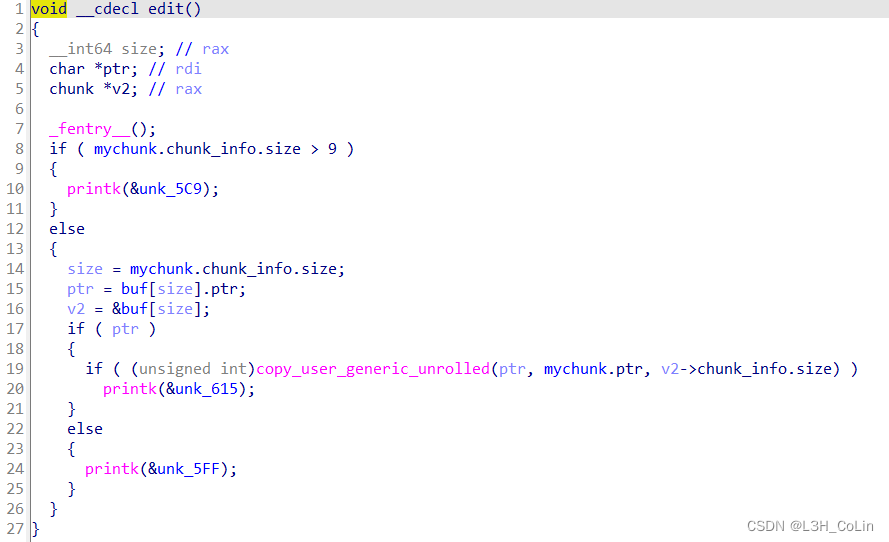 1 void __cdecl edit()
2 {
3 __int64 size; // rax
4 char *ptr; // rdi
5 chunk *v2; // rax
6
7 _fentry__();
8 if ( mychunk.chunk_info.size > 9 )
9 {
10 printk(&unk_5C9);
11 }
12 else
13 {
14 size = mychunk.chunk_info.size;
15 ptr = buf[size].ptr;
16 v2 = &buf[size];
17 if ( ptr )
18 {
19 if ( (unsigned int)copy_user_generic_unrolled(ptr, mychunk.ptr, v2->chunk_info.size) )
20 printk(&unk_615);
21 }
22 else
23 {
24 printk(&unk_5FF);
25 }
26 }
27 }
CSDN @L3H_CoLin